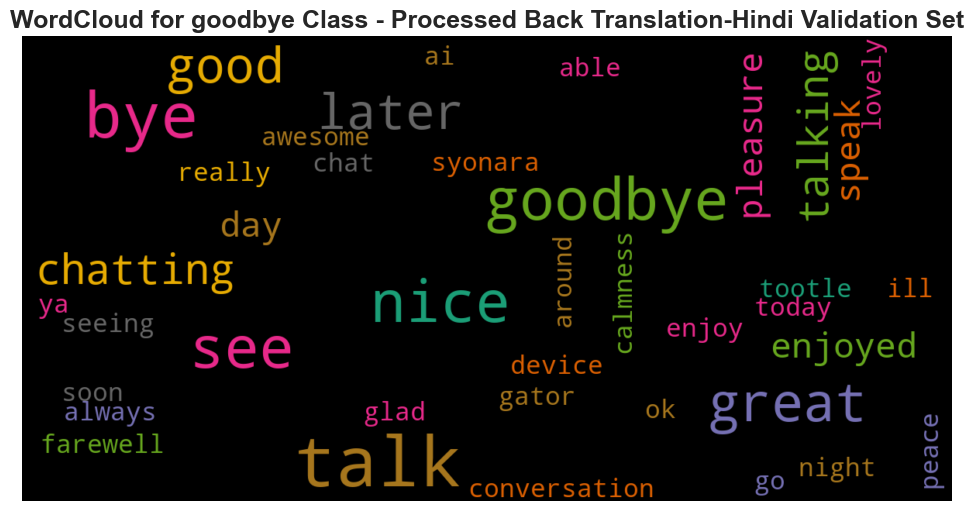 WordCloud for goodbye Class - Processed Back Translation-Hindi Validation Set
good
ai
able
pleasure
talking
lovely
bye
later
speak
awesome
really
chat
syonara
goodbye
day
chatting
nice
around
calmness
tootle
ill
ya
today
seeing
enjoy
see
enjoyed
device
soon
gator
great
always
glad
ok
farewell
talk
peace
night
conversation
go